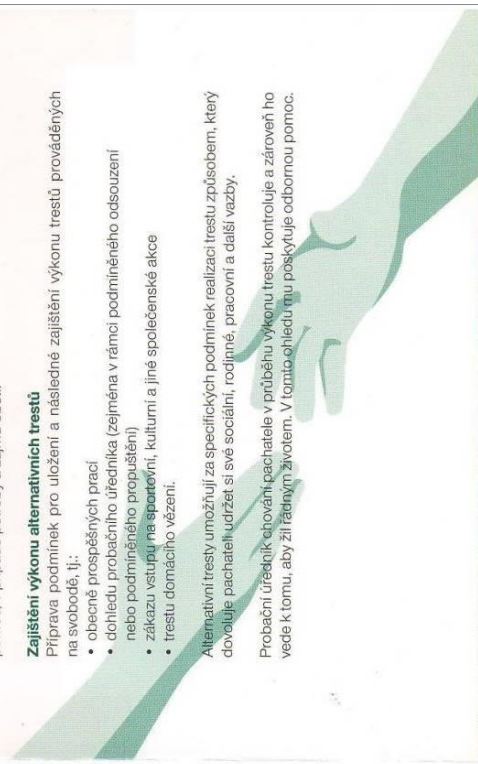 Zajištění výkonu alternativních trestů
Příprava podmínek pro uložení a následné zajištění výkonu trestů prováděných
na svobodě, tj.:
• obecně prospěšných prací
• dohledu probačního úředníka (zejména v rámci podmíněného odsouzení
nebo podmíněného propuštění)
• zákazu vstupu na sportovní, kulturní a jiné společenské akce
• trestu domácího vězení.
Alternativní tresty umožňují za specifických podmínek realizaci trestu způsobem, který
dovoluje pachateli udržet si své sociální, rodinné, pracovní a další vazby.
Probační úředník chování pachatele v průběhu výkonu trestu kontroluje a zároveň ho
vede k tomu, aby žil řádným životem. V tomto ohledu mu poskytuje odbornou pomoc.